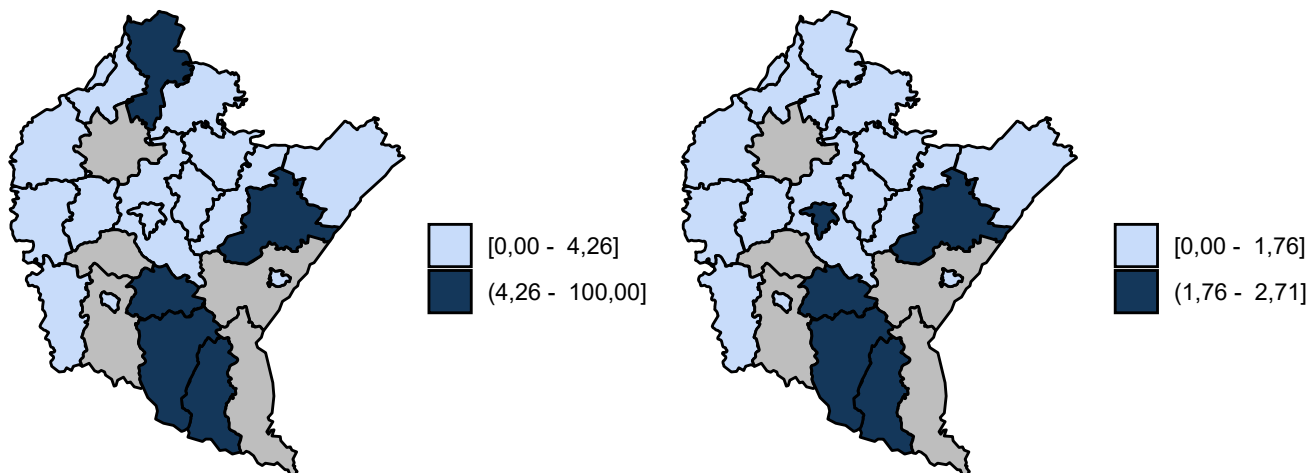 [0,00 - 4,26]
(4,26 - 100,00]
[0,00 - 1,76]
(1,76 - 2,71]